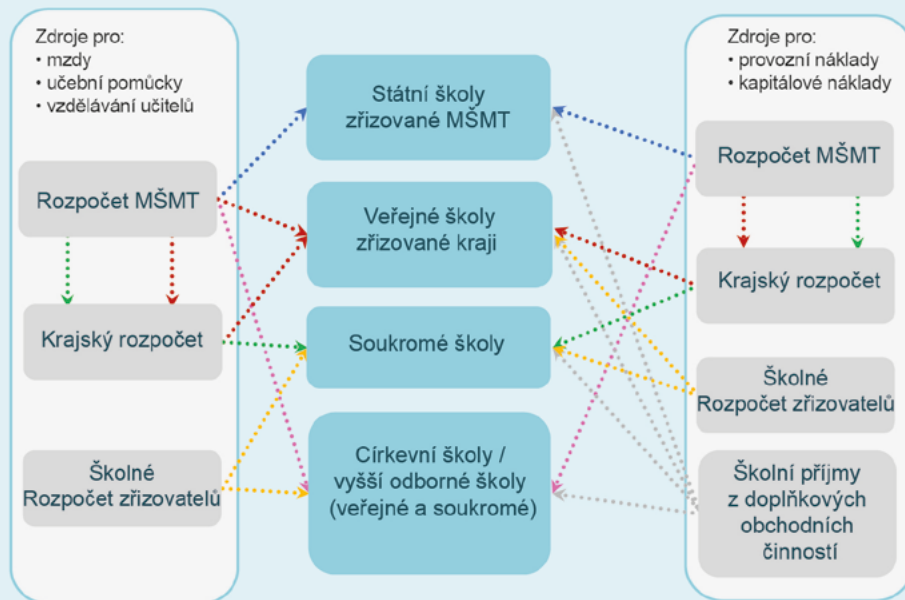 Zdroje pro:
• mzdy
• učební pomůcky
• vzdělávání učitelů
Rozpočet MŠMT
Krajský rozpočet
Školné
Rozpočet zřizovatelů
Státní školy
zřizované MŠMT
Veřejné školy
zřizované kraji
Soukromé školy
Církevní školy /
vyšší odborné školy
(veřejné a soukromé)
Zdroje pro:
• provozní náklady
• kapitálové náklady
Rozpočet MŠMT
Krajský rozpočet
Školné
Rozpočet zřizovatelů
Školní příjmy
z doplňkových
obchodních
činností